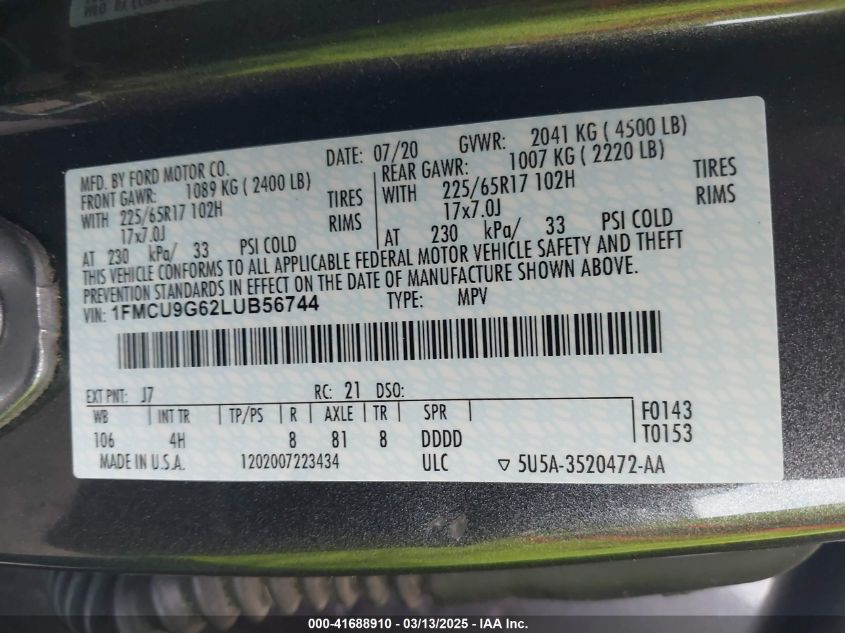 MFD. BY FORD MOTOR CO. DATE: 07/20 GVWR: 2041 KG ( 4500 LB)
FRONT GAWR: 1089 KG ( 2400 LB) REAR GAWR: 1007 KG ( 2220 LB)
WITH 225/65R17 102H TIRES WITH 225/65R17 102H TIRES
17x7.0J RIMS 17x7.0J RIMS
AT 230 kPa/ 33 PSI COLD AT 230 kPa/ 33 PSI COLD
THIS VEHICLE CONFORMS TO ALL APPLICABLE FEDERAL MOTOR VEHICLE SAFETY AND THEFT
PREVENTION STANDARDS IN EFFECT ON THE DATE OF MANUFACTURE SHOWN ABOVE.
VIN: 1FMCU9G62LUB56744 TYPE: MPV
EXT PNT: J7 RC: 21 DSO:
WB INT TR TP/PS R AXLE TR SPR F0143
106 4H 8 81 8 DDDD T0153
MADE IN U.S.A. 1202007223434 ULC ▽ 5U5A-3520472-AA
000-41688910 / 03/13/2025 - IAA Inc.